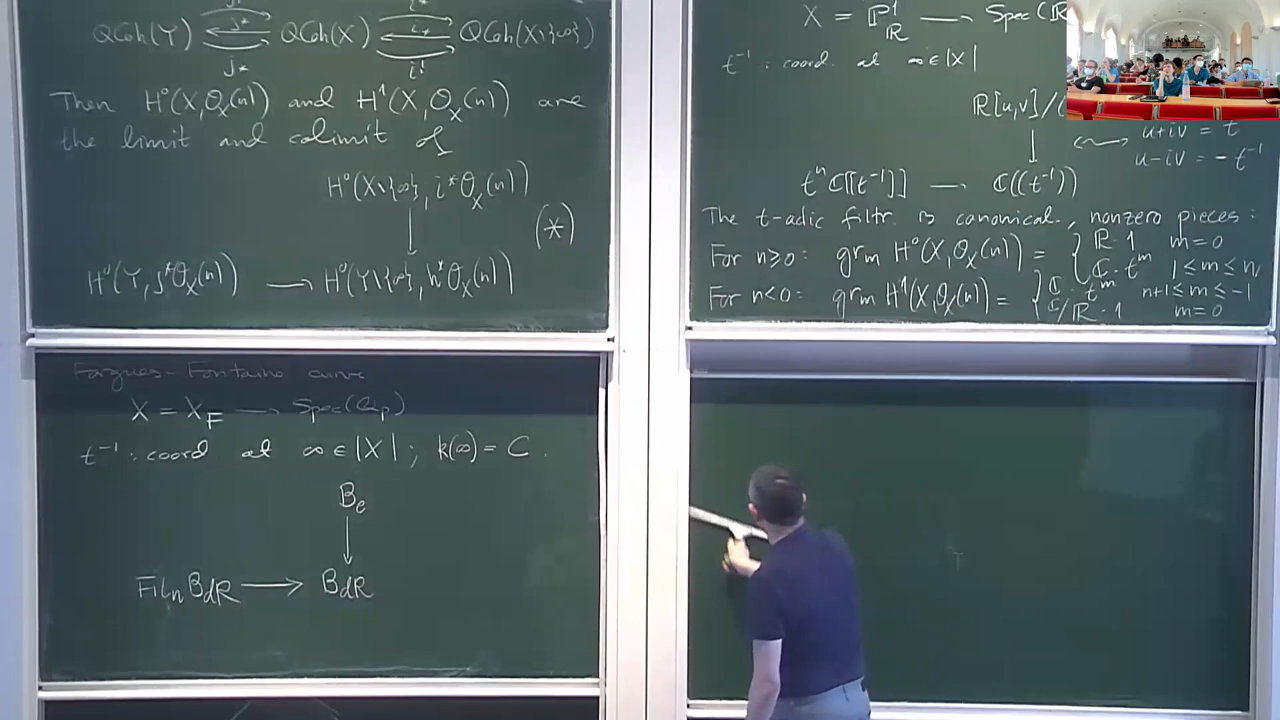 QCoh(Y) QCoh(X) QCoh(X\{∞})
j* i*
j* i!
Then H⁰(X,O_X(n)) and H¹(X,O_X(n)) are
the limit and colimit of
H⁰(X\{∞}, i*O_X(n))
(*)
H⁰(Y, j*O_X(n)) → H⁰(Y\{∞}, h*O_X(n))
Fargues-Fontaine curve
X = X_F → Spec(Q_p)
t⁻¹: coord at ∞ ∈ |X| ; k(∞) = C.
B_e
Fil_n B_dR → B_dR
X = P¹_R → Spec(R
t⁻¹: coord. at ∞ ∈ |X|
R[u,v]/(
u+iv = t
u-iv = -t⁻¹
tⁿC[[t⁻¹]] — C((t⁻¹))
The t-adic filtr. is canonical, nonzero pieces:
For n≥0: gr_m H⁰(X,O_X(n)) = { R·1 m=0
C·t^m 1≤m≤n
For n<0: gr_m H¹(X,O_X(n)) = { C·t^m n+1≤m≤-1
C/R·1 m=0